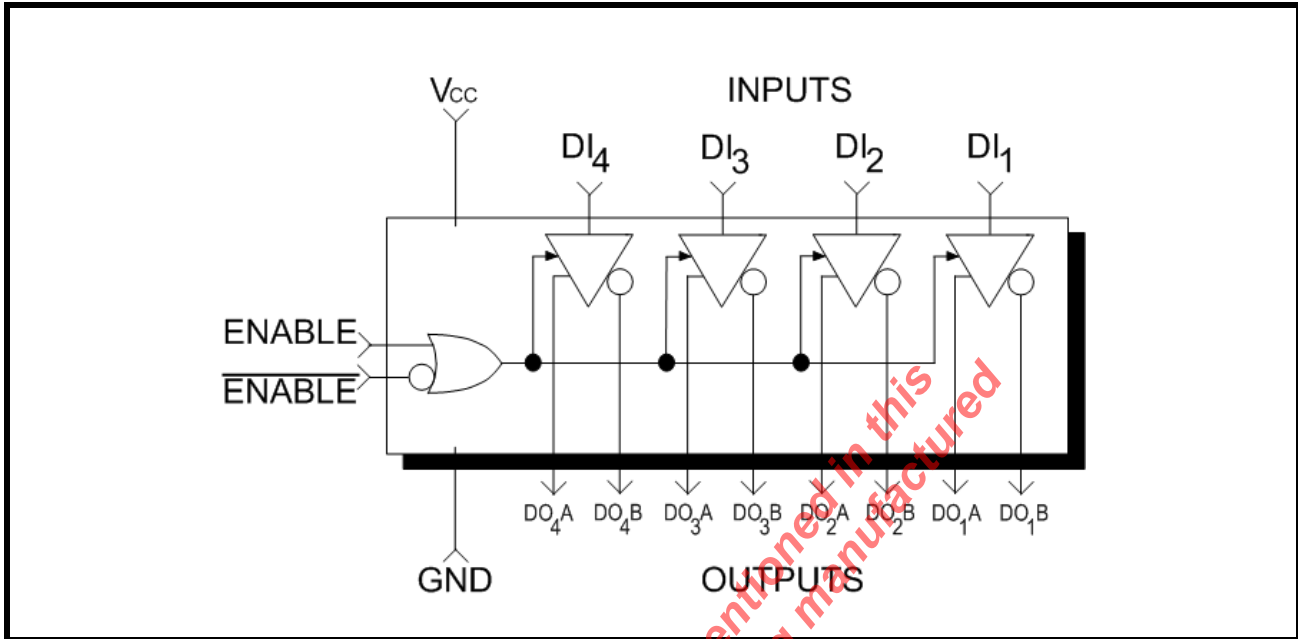 VCC
INPUTS
DI4 DI3 DI2 DI1
ENABLE
ENABLE
DO4A DO4B DO3A DO3B DO2A DO2B DO1A DO1B
GND
OUTPUTS
entioned in this
manufactured